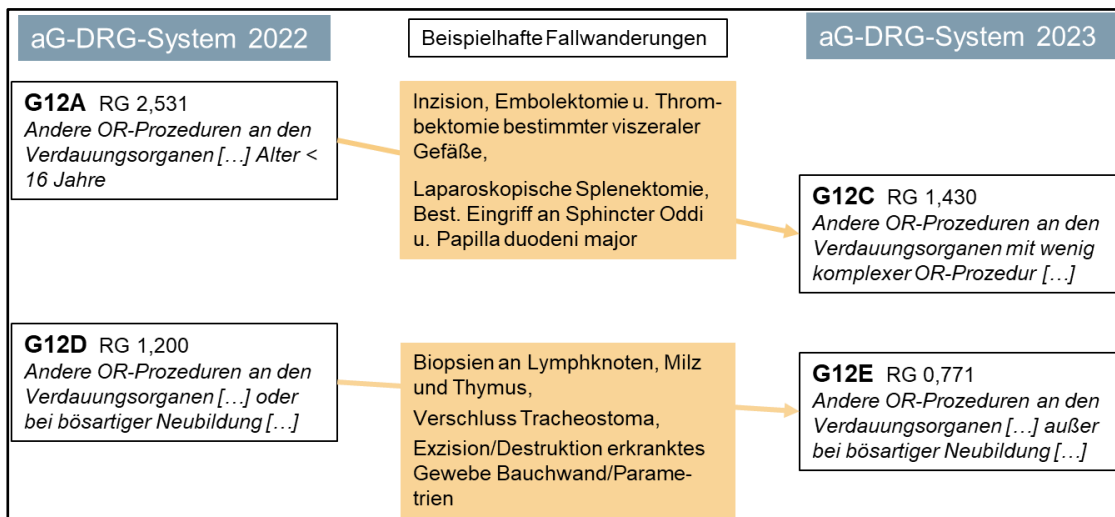 aG-DRG-System 2022
Beispielhafte Fallwanderungen
aG-DRG-System 2023
G12A RG 2,531
Andere OR-Prozeduren an den
Verdauungsorganen [...] Alter <
16 Jahre
Inzision, Embolektomie u. Throm-
bektomie bestimmter viszeraler
Gefäße,
Laparoskopische Splenektomie,
Best. Eingriff an Sphincter Oddi
u. Papilla duodeni major
G12C RG 1,430
Andere OR-Prozeduren an den
Verdauungsorganen mit wenig
komplexer OR-Prozedur [...]
G12D RG 1,200
Andere OR-Prozeduren an den
Verdauungsorganen [...] oder
bei bösartiger Neubildung [...]
Biopsien an Lymphknoten, Milz
und Thymus,
Verschluss Tracheostoma,
Exzision/Destruktion erkranktes
Gewebe Bauchwand/Parame-
trien
G12E RG 0,771
Andere OR-Prozeduren an den
Verdauungsorganen [...] außer
bei bösartiger Neubildung [...]